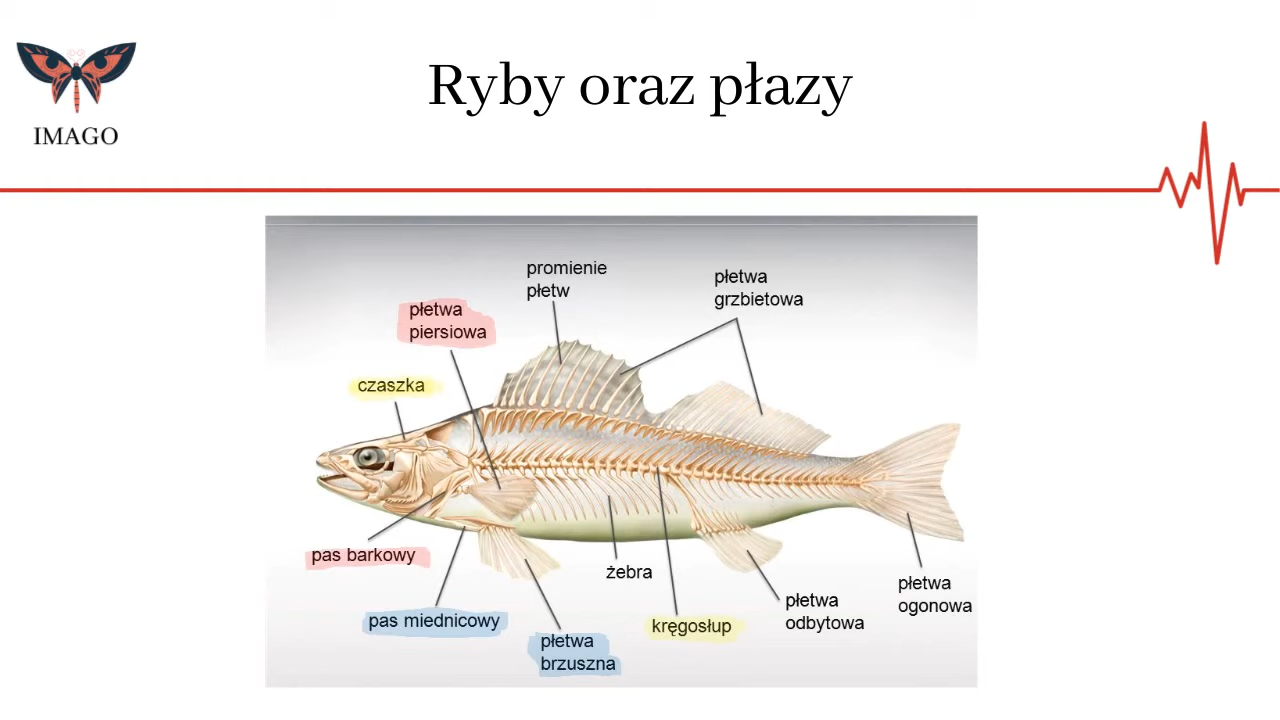 IMAGO
Ryby oraz płazy
promienie
płetw
płetwa
grzbietowa
płetwa
piersiowa
czaszka
pas barkowy
pas miednicowy
płetwa
brzuszna
żebra
kręgosłup
płetwa
odbytowa
płetwa
ogonowa